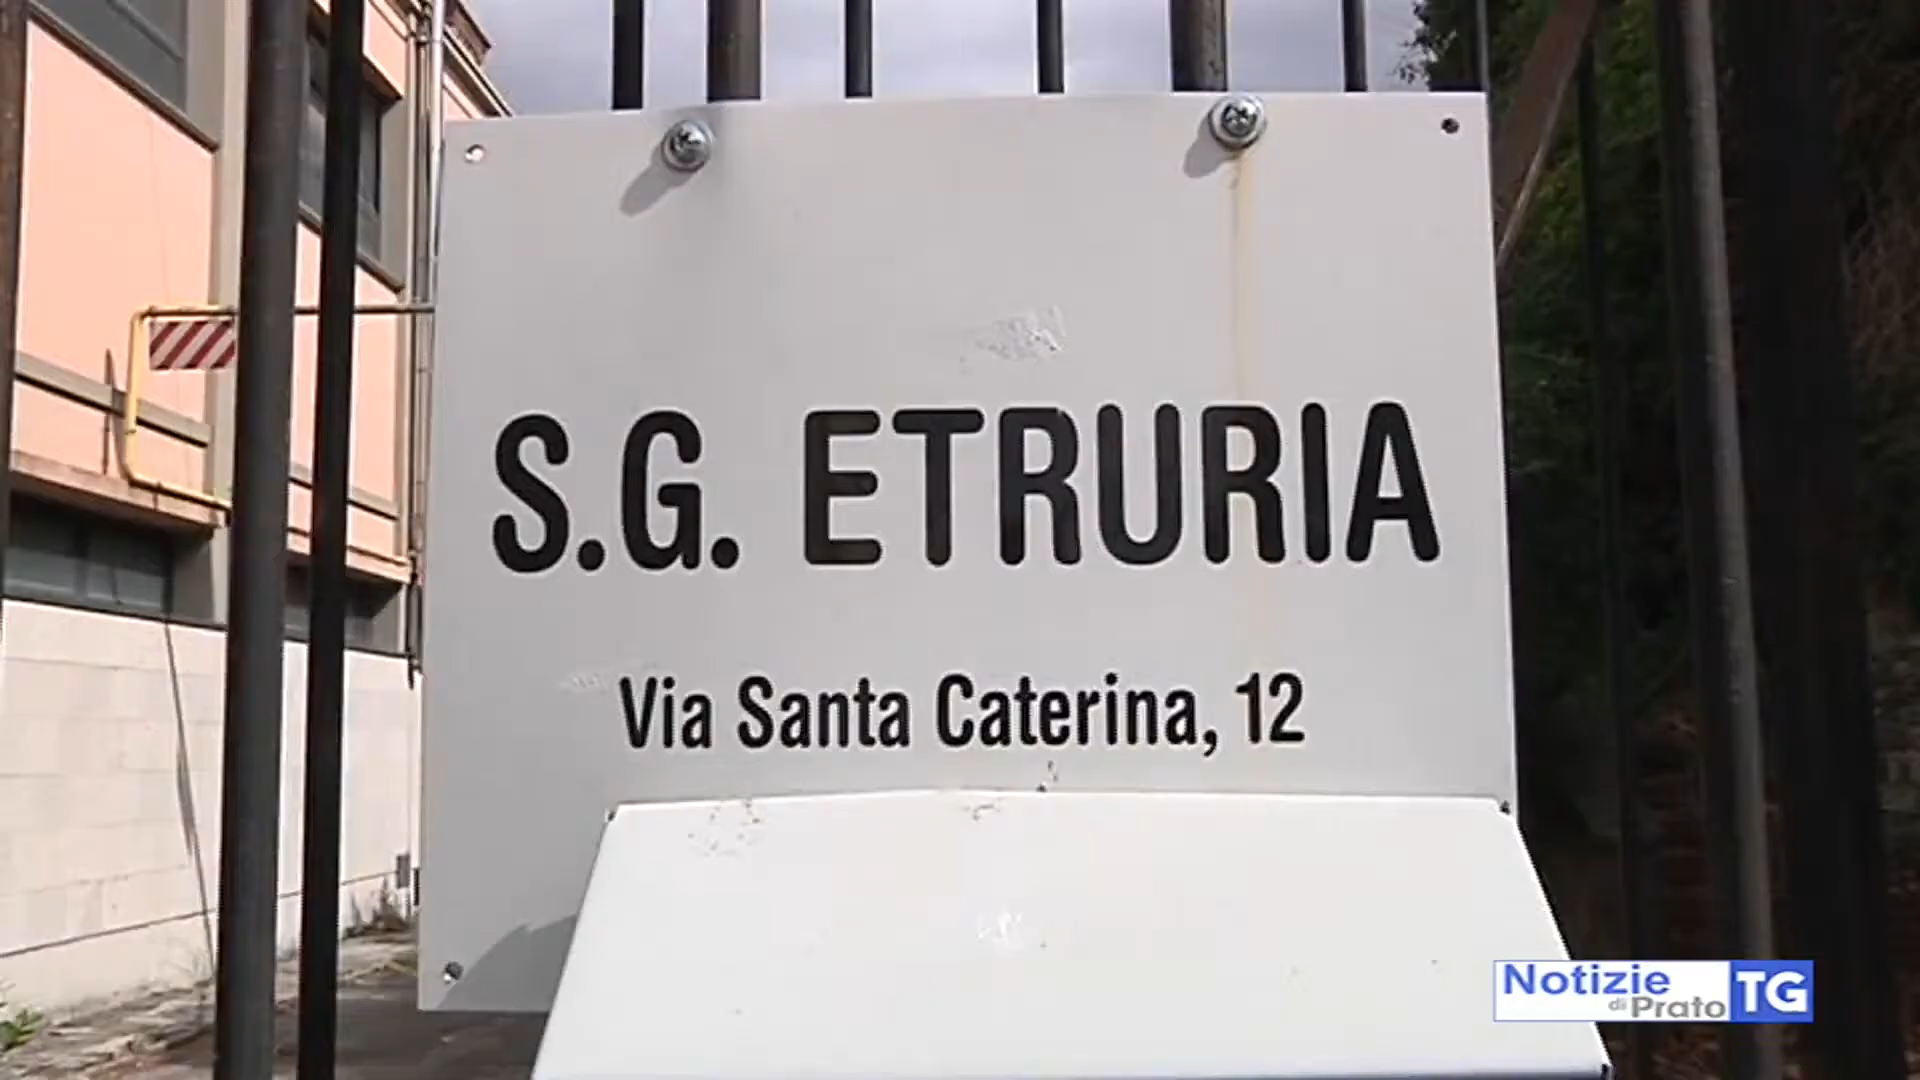 S.G. ETRURIA
Via Santa Caterina, 12
Notizie
di Prato TG